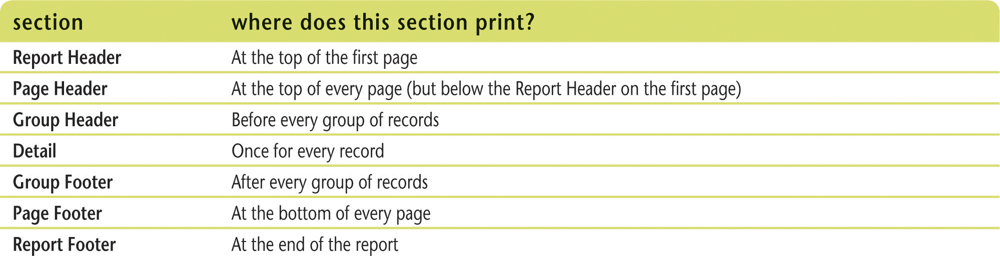 section where does this section print?
Report Header At the top of the first page
Page Header At the top of every page (but below the Report Header on the first page)
Group Header Before every group of records
Detail Once for every record
Group Footer After every group of records
Page Footer At the bottom of every page
Report Footer At the end of the report